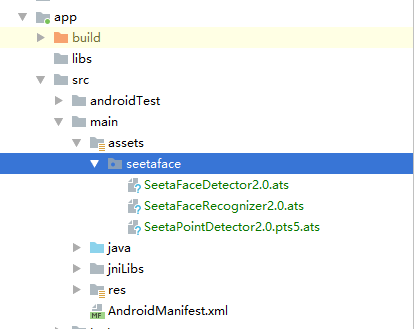 app
build
libs
src
androidTest
main
assets
seetaface
SeetaFaceDetector2.0.ats
SeetaFaceRecognizer2.0.ats
SeetaPointDetector2.0.pts5.ats
java
jniLibs
res
AndroidManifest.xml